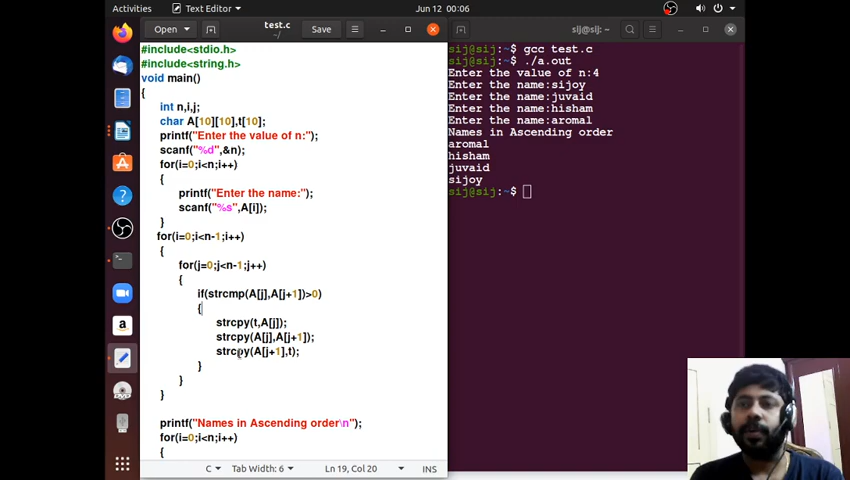 Activities
Text Editor
Jun 12 00:06
Open
test.c
~/
Save
sij@sij: ~
#include<stdio.h>
#include<string.h>
void main()
{
int n,i,j;
char A[10][10],t[10];
printf("Enter the value of n:");
scanf("%d",&n);
for(i=0;i<n;i++)
{
printf("Enter the name:");
scanf("%s",A[i]);
}
for(i=0;i<n-1;i++)
{
for(j=0;j<n-1;j++)
{
if(strcmp(A[j],A[j+1])>0)
{
strcpy(t,A[j]);
strcpy(A[j],A[j+1]);
strcpy(A[j+1],t);
}
}
}
printf("Names in Ascending order\n");
for(i=0;i<n;i++)
{
C
Tab Width: 6
Ln 19, Col 20
INS
sij@sij:~$ gcc test.c
sij@sij:~$ ./a.out
Enter the value of n:4
Enter the name:sijoy
Enter the name:juvaid
Enter the name:hisham
Enter the name:aromal
Names in Ascending order
aromal
hisham
juvaid
sijoy
sij@sij:~$